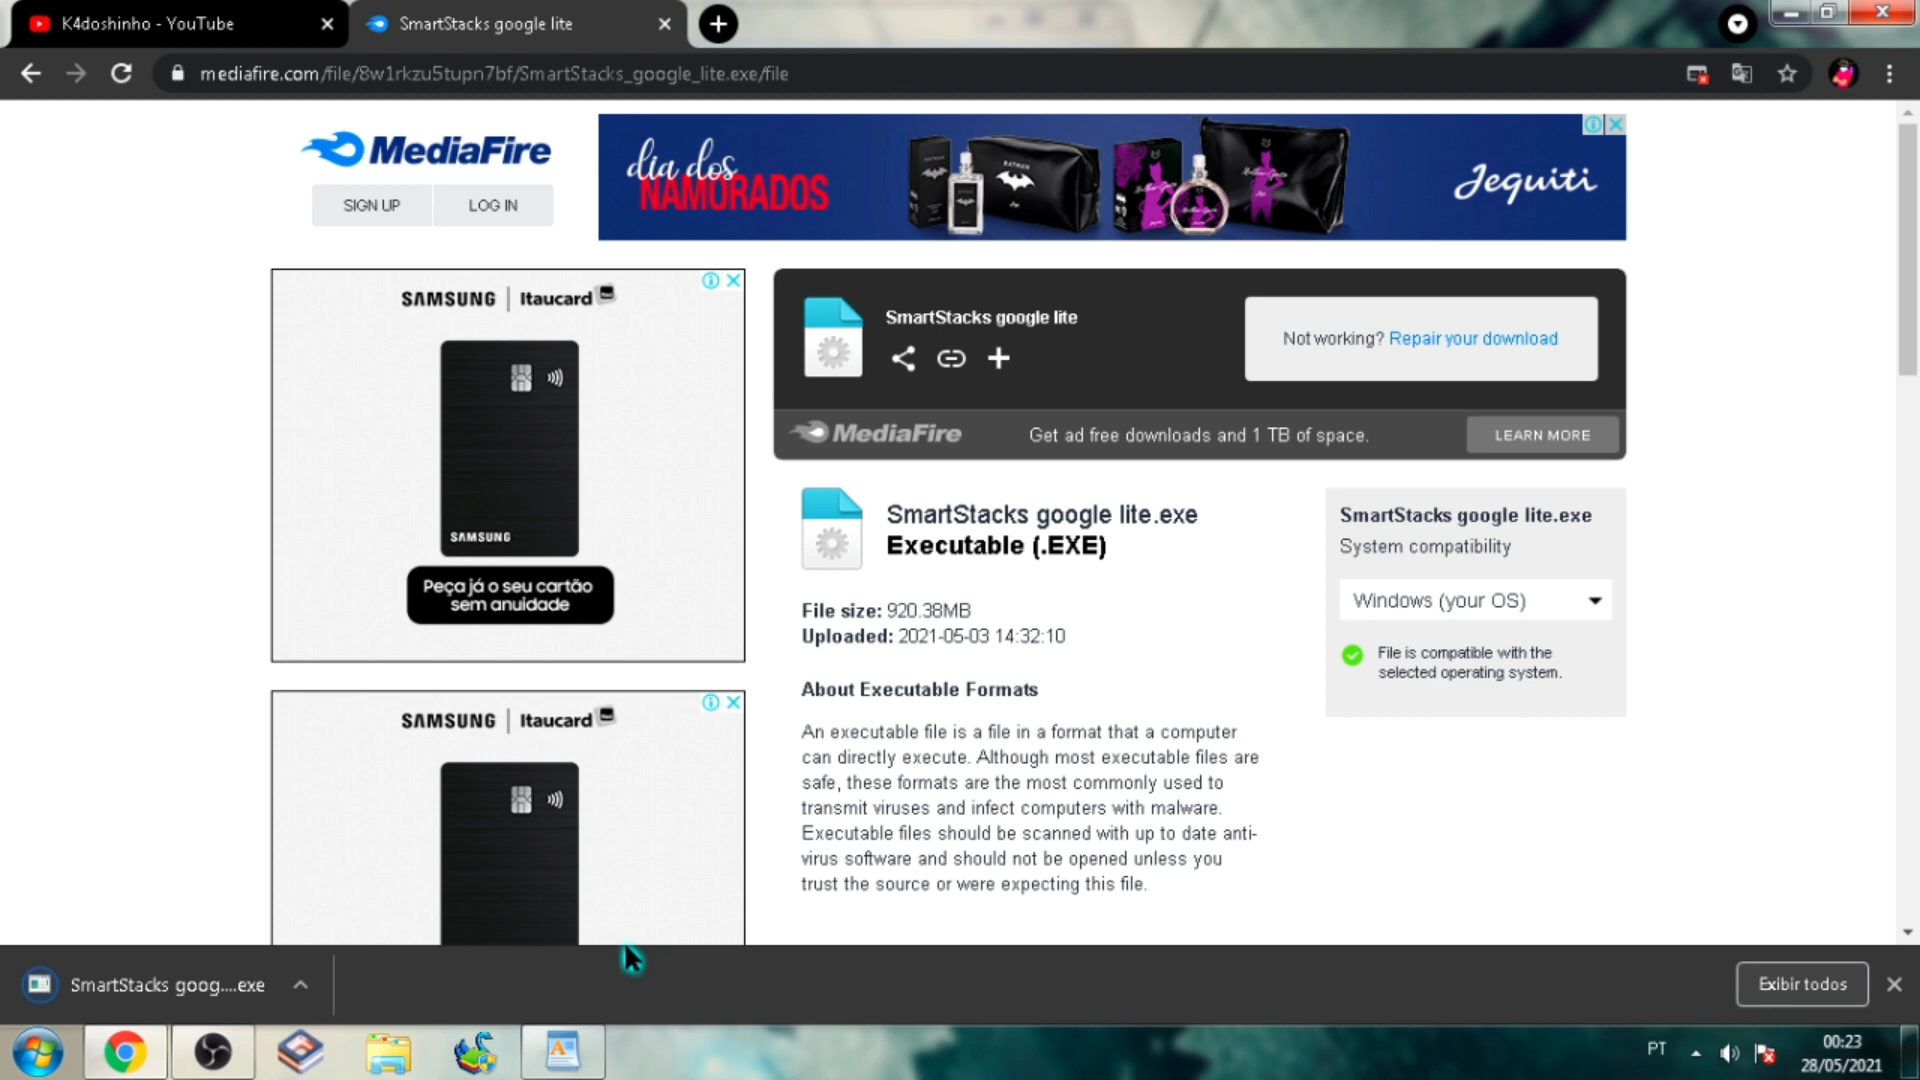 K4doshinho - YouTube
SmartStacks google lite
mediafire.com/file/8w1rkzu5tupn7bf/SmartStacks_google_lite.exe/file
MediaFire
SIGN UP
LOG IN
dia dos
NAMORADOS
BATMAN
Jequiti
SAMSUNG | Itaucard
SAMSUNG
Peça já o seu cartão
sem anuidade
SAMSUNG | Itaucard
SmartStacks google lite
Not working? Repair your download
MediaFire
Get ad free downloads and 1 TB of space.
LEARN MORE
SmartStacks google lite.exe
Executable (.EXE)
File size: 920.38MB
Uploaded: 2021-05-03 14:32:10
About Executable Formats
An executable file is a file in a format that a computer
can directly execute. Although most executable files are
safe, these formats are the most commonly used to
transmit viruses and infect computers with malware.
Executable files should be scanned with up to date anti-
virus software and should not be opened unless you
trust the source or were expecting this file.
SmartStacks google lite.exe
System compatibility
Windows (your OS)
File is compatible with the
selected operating system.
SmartStacks goog....exe
Exibir todos
PT
00:23
28/05/2021